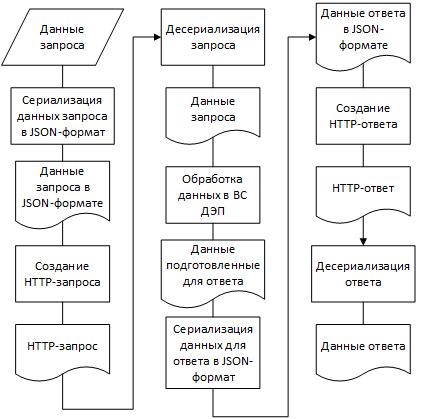 Данные
запроса
Сериализация
данных запроса
в JSON-формат
Данные
запроса в
JSON-формате
Создание
HTTP-запроса
HTTP-запрос
Десериализация
запроса
Данные
запроса
Обработка
данных в ВС
ДЭП
Данные
подготовленные
для ответа
Сериализация
данных для
ответа в JSON-
формат
Данные ответа
в JSON-
формате
Создание
HTTP-ответа
HTTP-ответ
Десериализация
ответа
Данные ответа